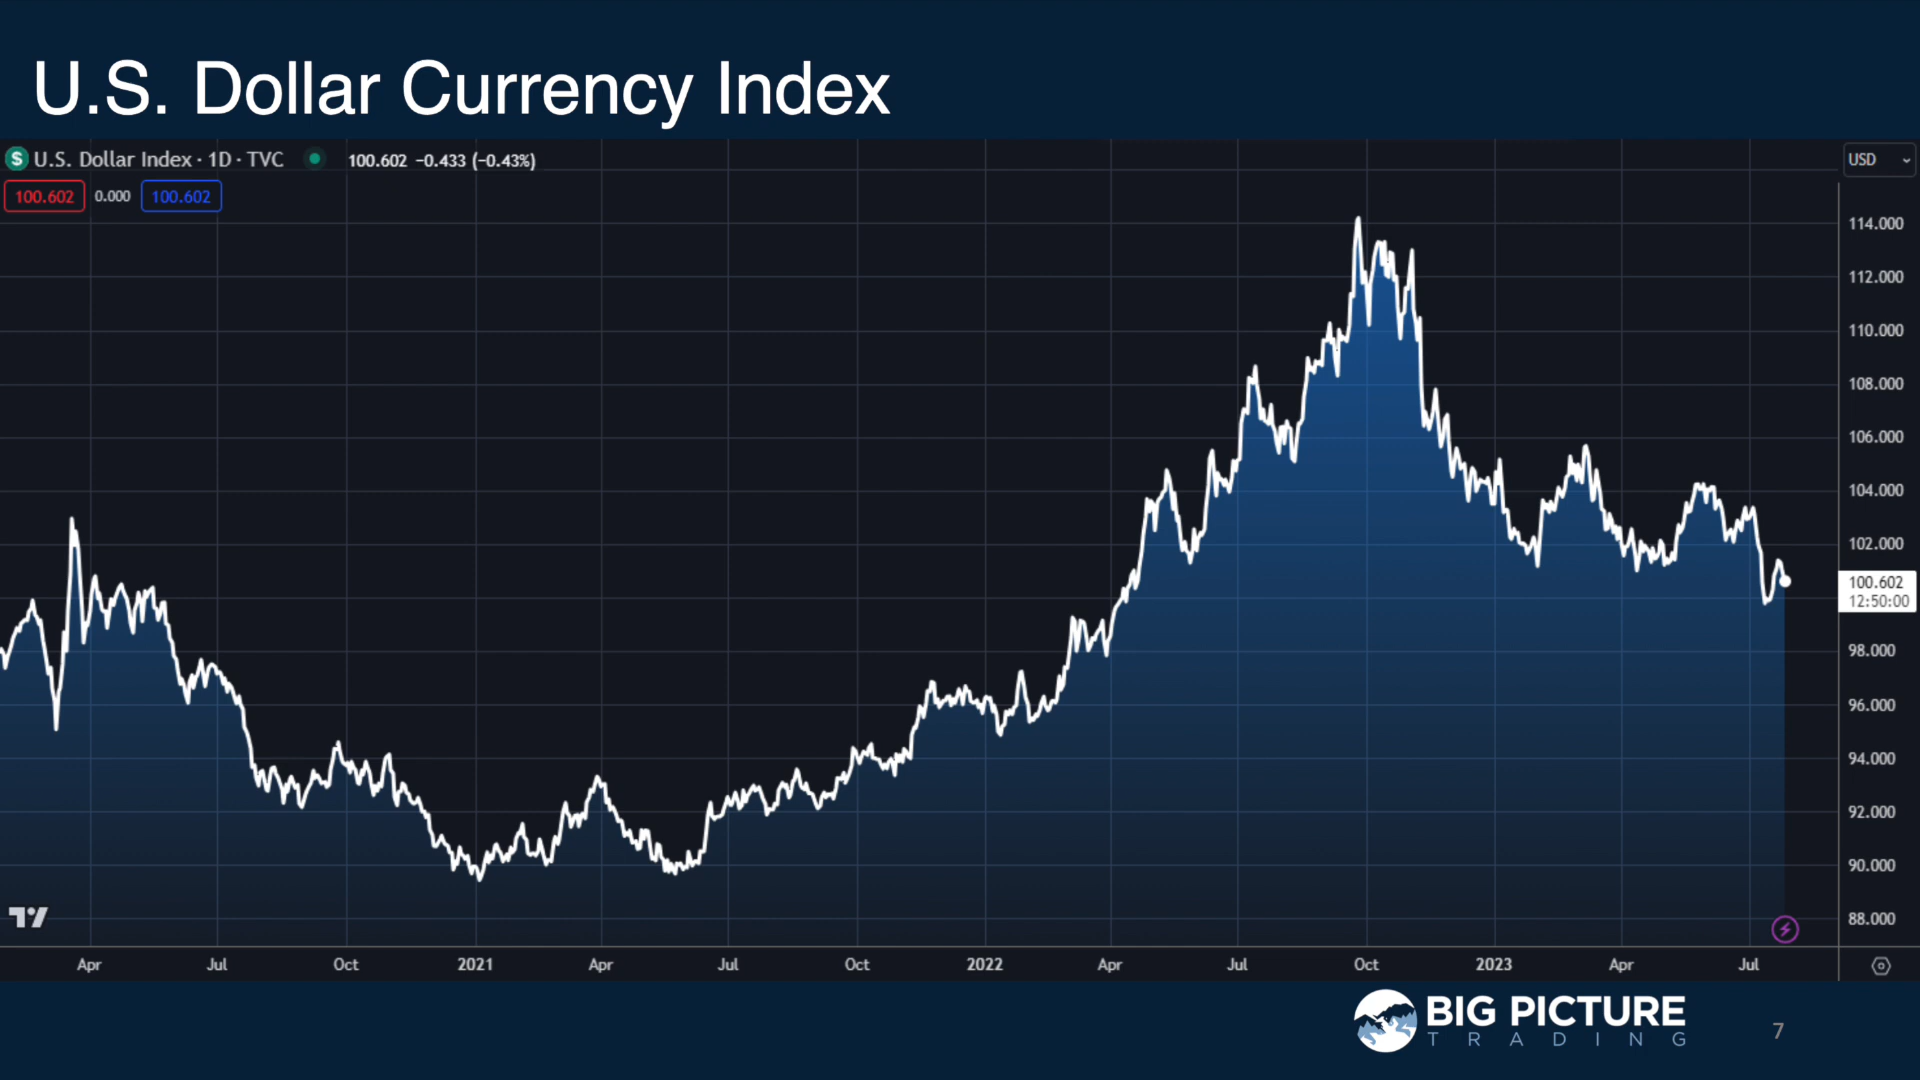 U.S. Dollar Currency Index
$ U.S. Dollar Index · 1D · TVC 100.602 −0.433 (−0.43%)
USD
100.602 0.000 100.602
114.000
112.000
110.000
108.000
106.000
104.000
102.000
100.602
12:50:00
98.000
96.000
94.000
92.000
90.000
88.000
Apr Jul Oct 2021 Apr Jul Oct 2022 Apr Jul Oct 2023 Apr Jul
BIG PICTURE
TRADING
7